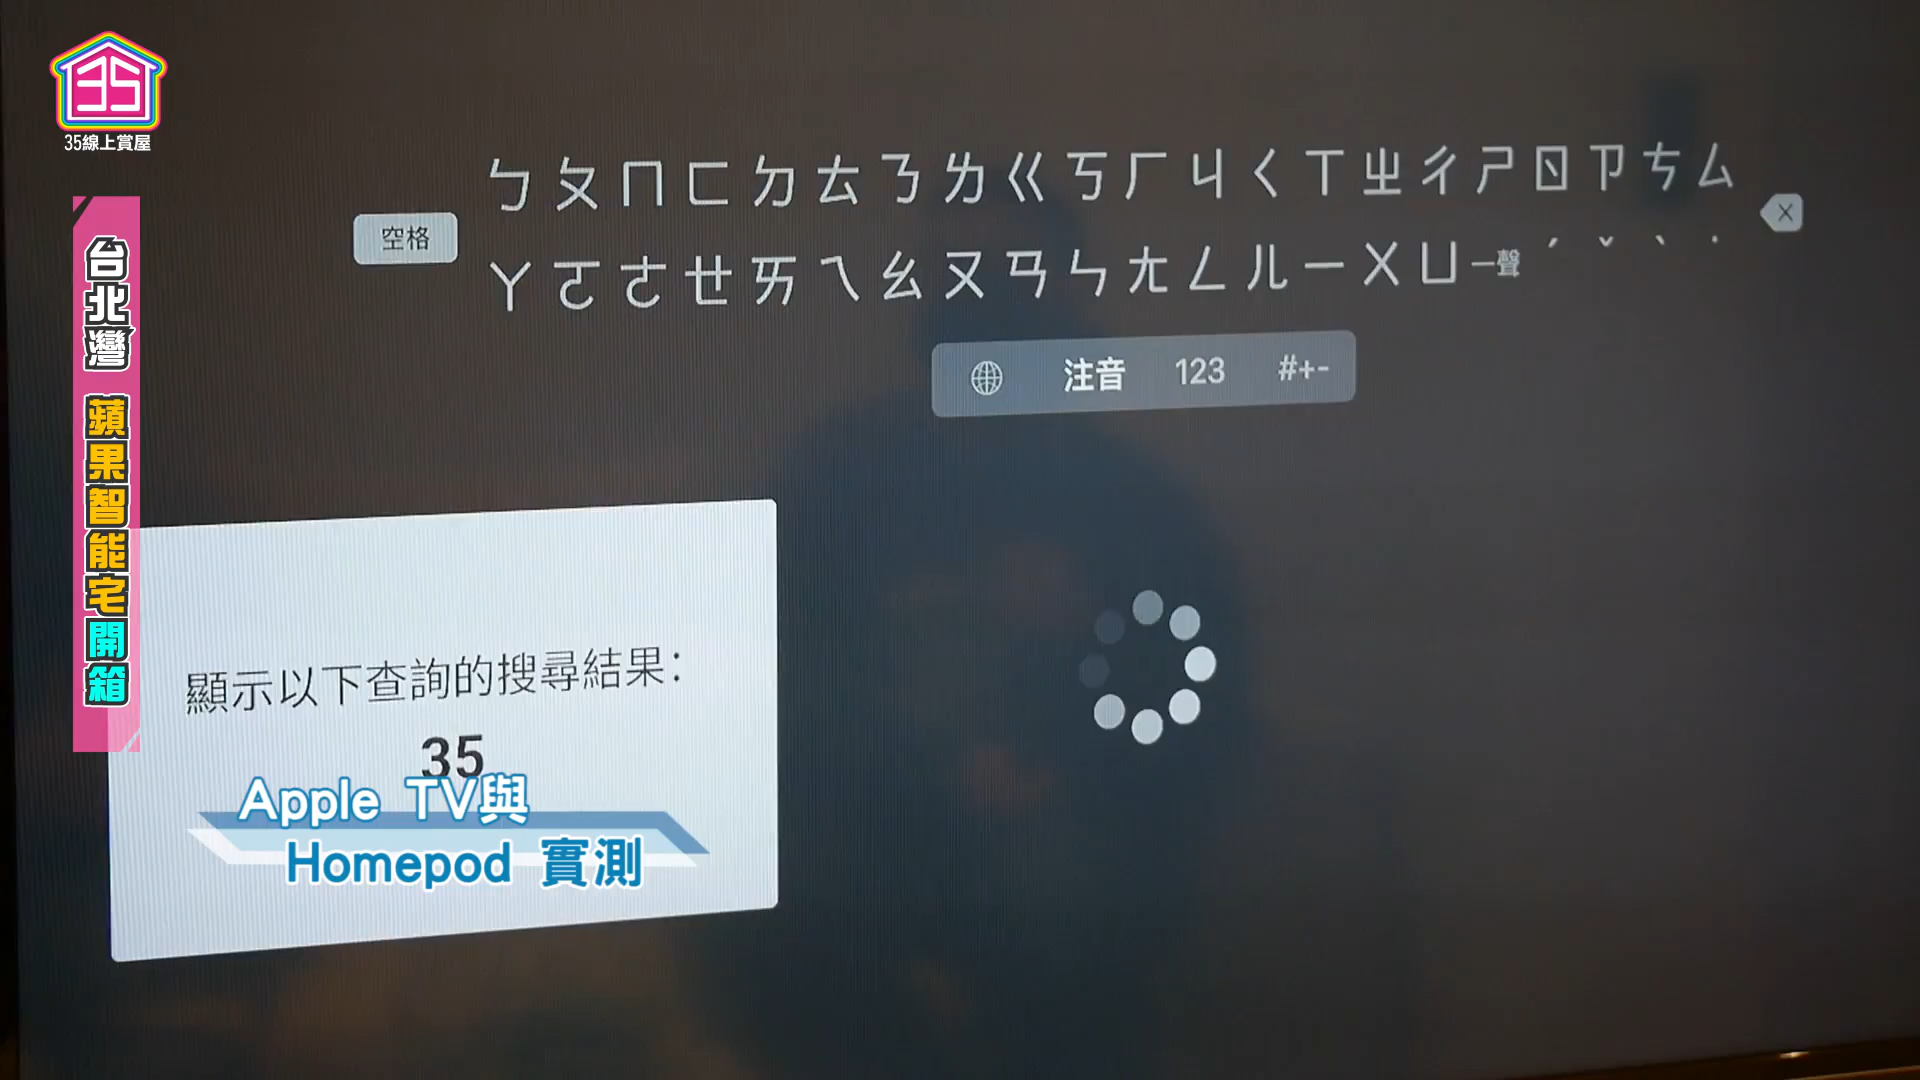 35
35線上賞屋
台北灣 蘋果智能宅開箱
ㄅㄆㄇㄈㄉㄊㄋㄌㄍㄎㄏㄐㄑㄒㄓㄔㄕㄖㄗㄘㄙ
空格
ㄚㄛㄜㄝㄞㄟㄠㄡㄢㄣㄤㄥㄦㄧㄨㄩ一聲ˊˇˋ˙
注音 123 #+-
顯示以下查詢的搜尋結果：
35
Apple TV與
Homepod 實測